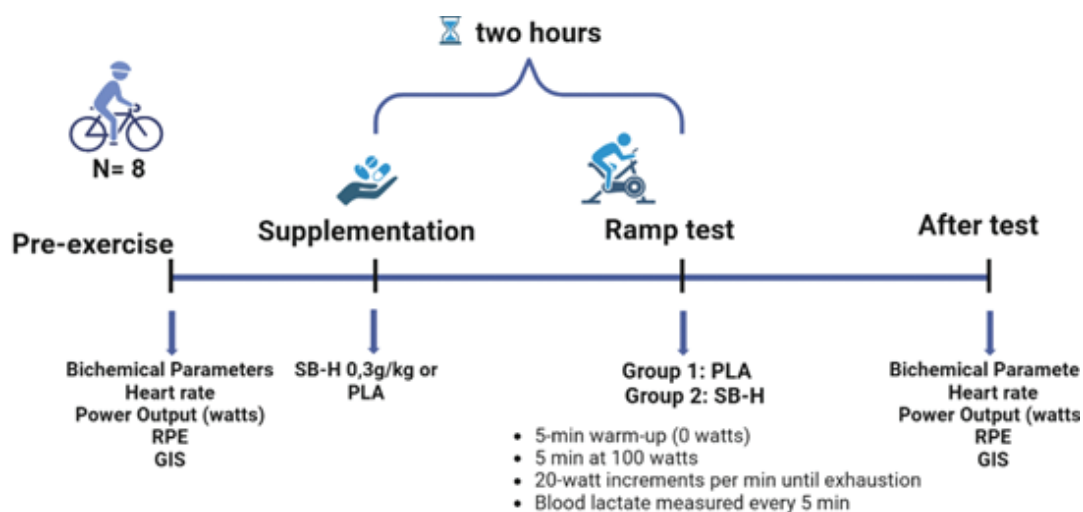 two hours
N= 8
Pre-exercise
Supplementation
Ramp test
After test
Bichemical Parameters
Heart rate
Power Output (watts)
RPE
GIS
SB-H 0,3g/kg or
PLA
Group 1: PLA
Group 2: SB-H
• 5-min warm-up (0 watts)
• 5 min at 100 watts
• 20-watt increments per min until exhaustion
• Blood lactate measured every 5 min
Bichemical Paramete
Heart rate
Power Output (watts
RPE
GIS